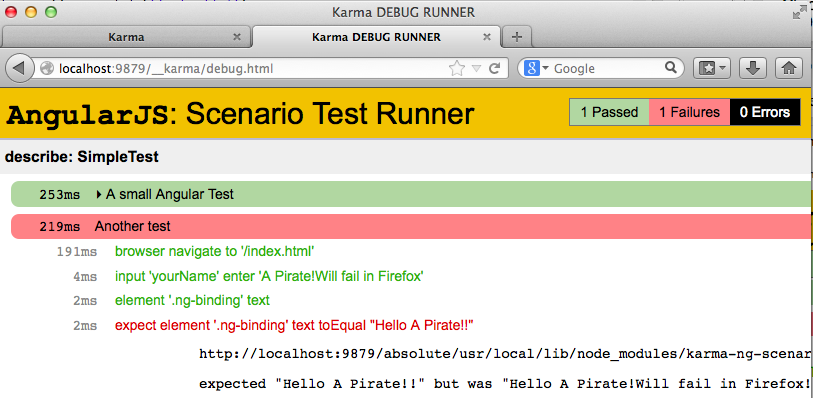 Karma DEBUG RUNNER
Karma
Karma DEBUG RUNNER
localhost:9879/__karma/debug.html
Google
AngularJS: Scenario Test Runner
1 Passed 1 Failures 0 Errors
describe: SimpleTest
253ms A small Angular Test
219ms Another test
191ms browser navigate to '/index.html'
4ms input 'yourName' enter 'A Pirate!Will fail in Firefox'
2ms element '.ng-binding' text
2ms expect element '.ng-binding' text toEqual "Hello A Pirate!!"
http://localhost:9879/absolute/usr/local/lib/node_modules/karma-ng-scenar
expected "Hello A Pirate!!" but was "Hello A Pirate!Will fail in Firefox!